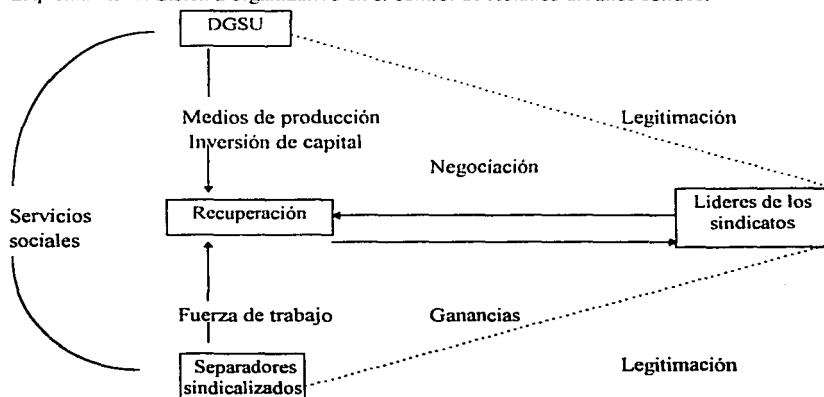 DGSU
Medios de producción
Inversión de capital
Legitimación
Negociación
Servicios
sociales
Recuperación
Lideres de los
sindicatos
Fuerza de trabajo
Ganancias
Separadores
sindicalizados
Legitimación